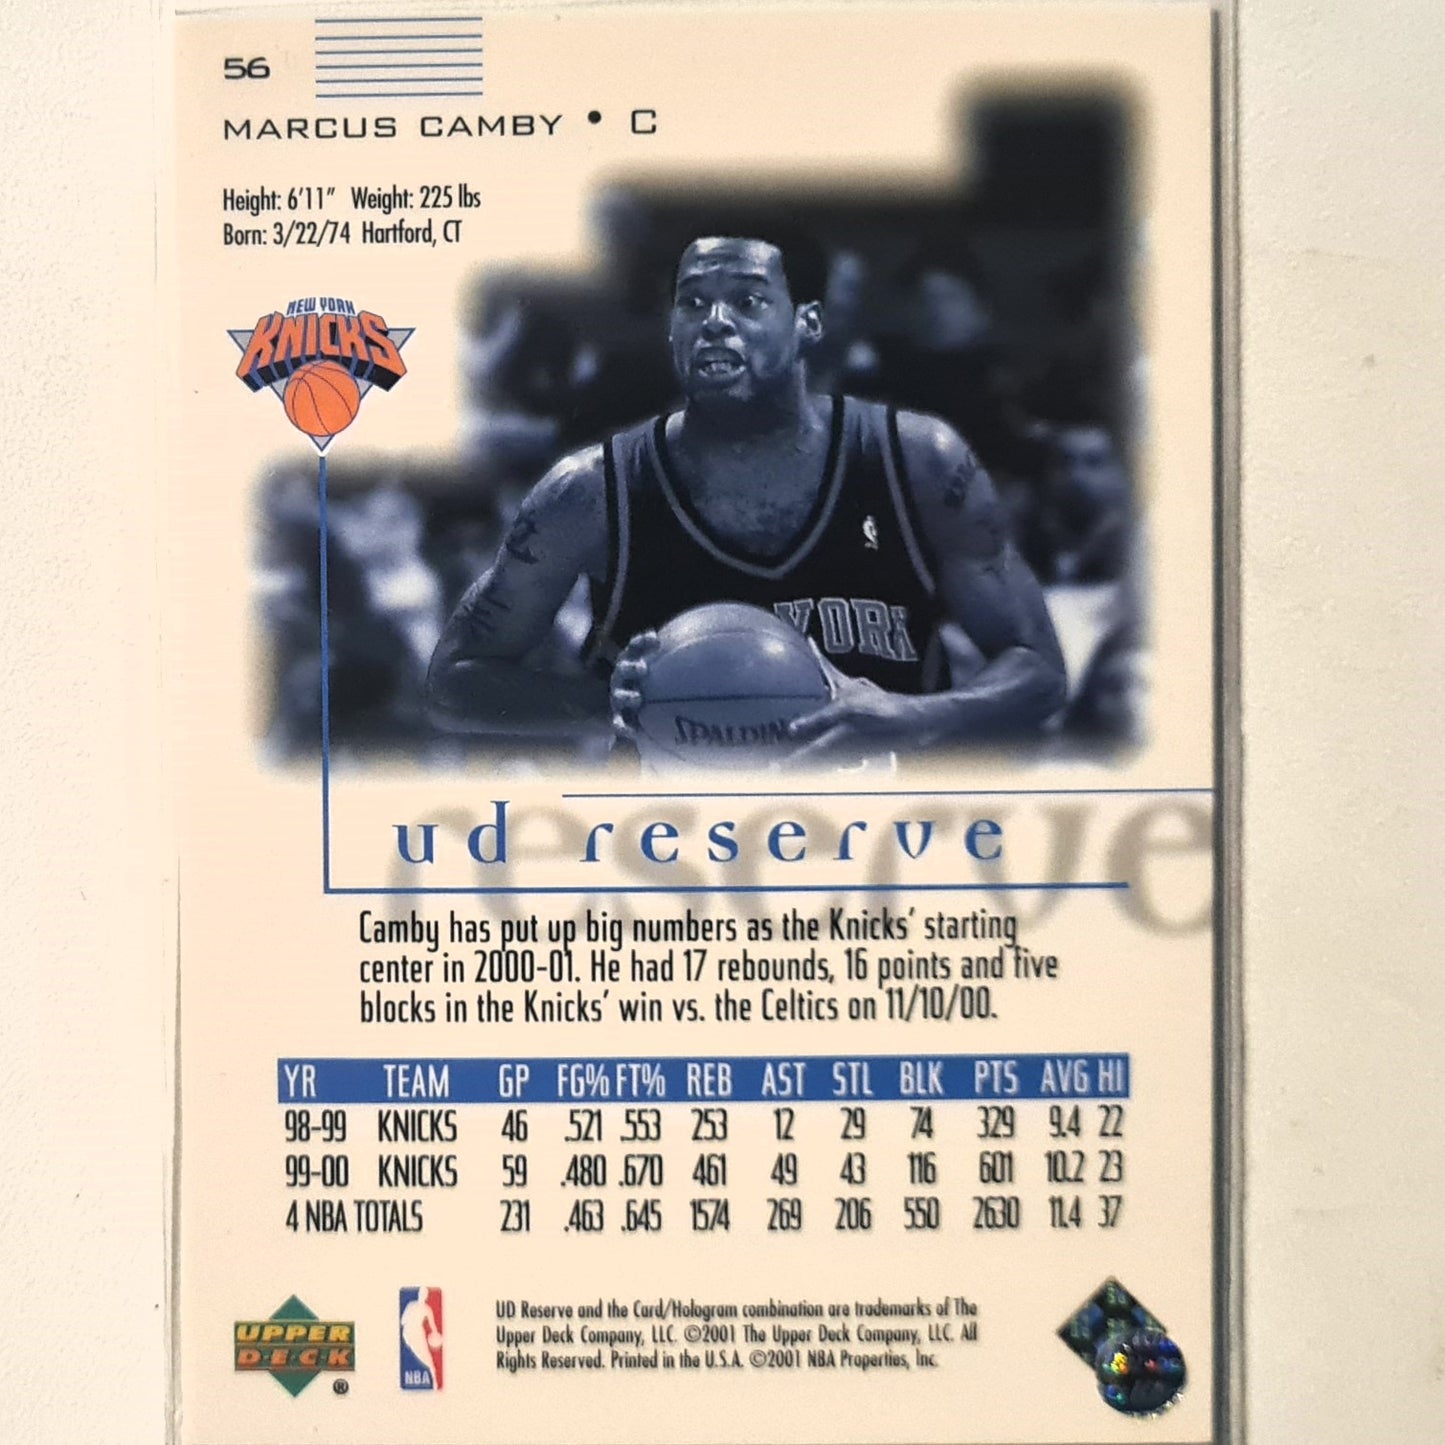 56
MARCUS CAMBY • C
Height: 6'11" Weight: 225 lbs
Born: 3/22/74 Hartford, CT
NEW YORK
KNICKS
YORK
SPALDING
ud reserve
reserve
Camby has put up big numbers as the Knicks' starting
center in 2000-01. He had 17 rebounds, 16 points and five
blocks in the Knicks' win vs. the Celtics on 11/10/00.
YR TEAM GP FG% FT% REB AST STL BLK PTS AVG HI
98-99 KNICKS 46 .521 .553 253 12 29 74 329 9.4 22
99-00 KNICKS 59 .480 .670 461 49 43 116 601 10.2 23
4 NBA TOTALS 231 .463 .645 1574 269 206 550 2630 11.4 37
UPPER
DECK
®
NBA
UD Reserve and the Card/Hologram combination are trademarks of The
Upper Deck Company, LLC. ©2001 The Upper Deck Company, LLC. All
Rights Reserved. Printed in the U.S.A. ©2001 NBA Properties, Inc.